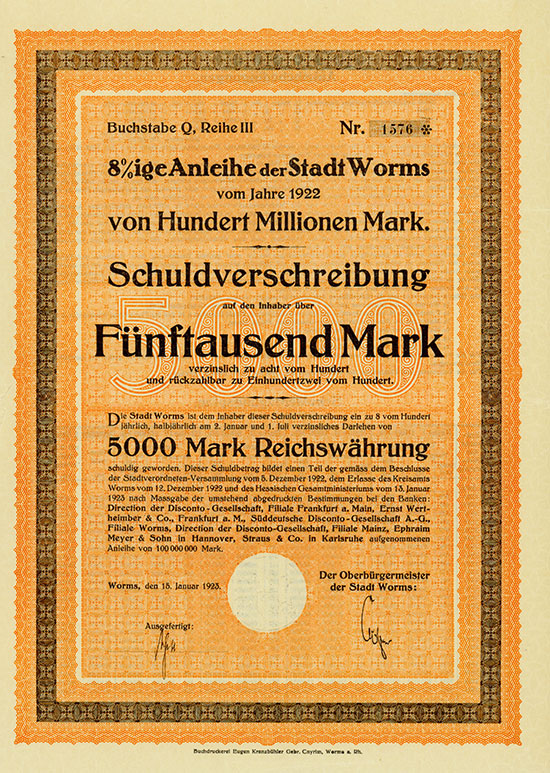 Buchstabe Q, Reihe III Nr. 1576 *
8%ige Anleihe der Stadt Worms
vom Jahre 1922
von Hundert Millionen Mark.
Schuldverschreibung
auf den Inhaber über
5000
Fünftausend Mark
verzinslich zu acht vom Hundert
und rückzahlbar zu Einhundertzwei vom Hundert.
Die Stadt Worms ist dem Inhaber dieser Schuldverschreibung ein zu 8 vom Hundert
jährlich, halbjährlich am 2. Januar und 1. Juli verzinsliches Darlehen von
5000 Mark Reichswährung
schuldig geworden. Dieser Schuldbetrag bildet einen Teil der gemäss dem Beschlusse
der Stadtverordneten-Versammlung vom 5. Dezember 1922, dem Erlasse des Kreisamts
Worms vom 12. Dezember 1922 und des Hessischen Gesamtministeriums vom 13. Januar
1923 nach Massgabe der umstehend abgedruckten Bestimmungen bei den Banken:
Direction der Disconto-Gesellschaft, Filiale Frankfurt a. Main, Ernst Wert-
heimber & Co., Frankfurt a. M., Süddeutsche Disconto-Gesellschaft A.-G.,
Filiale Worms, Direction der Disconto-Gesellschaft, Filiale Mainz, Ephraim
Meyer & Sohn in Hannover, Straus & Co. in Karlsruhe aufgenommenen
Anleihe von 100 000 000 Mark.
Worms, den 15. Januar 1923.
Der Oberbürgermeister
der Stadt Worms:
Ausgefertigt:
Buchdruckerei Eugen Kranzbühler Gebr. Cnyrim, Worms a. Rh.